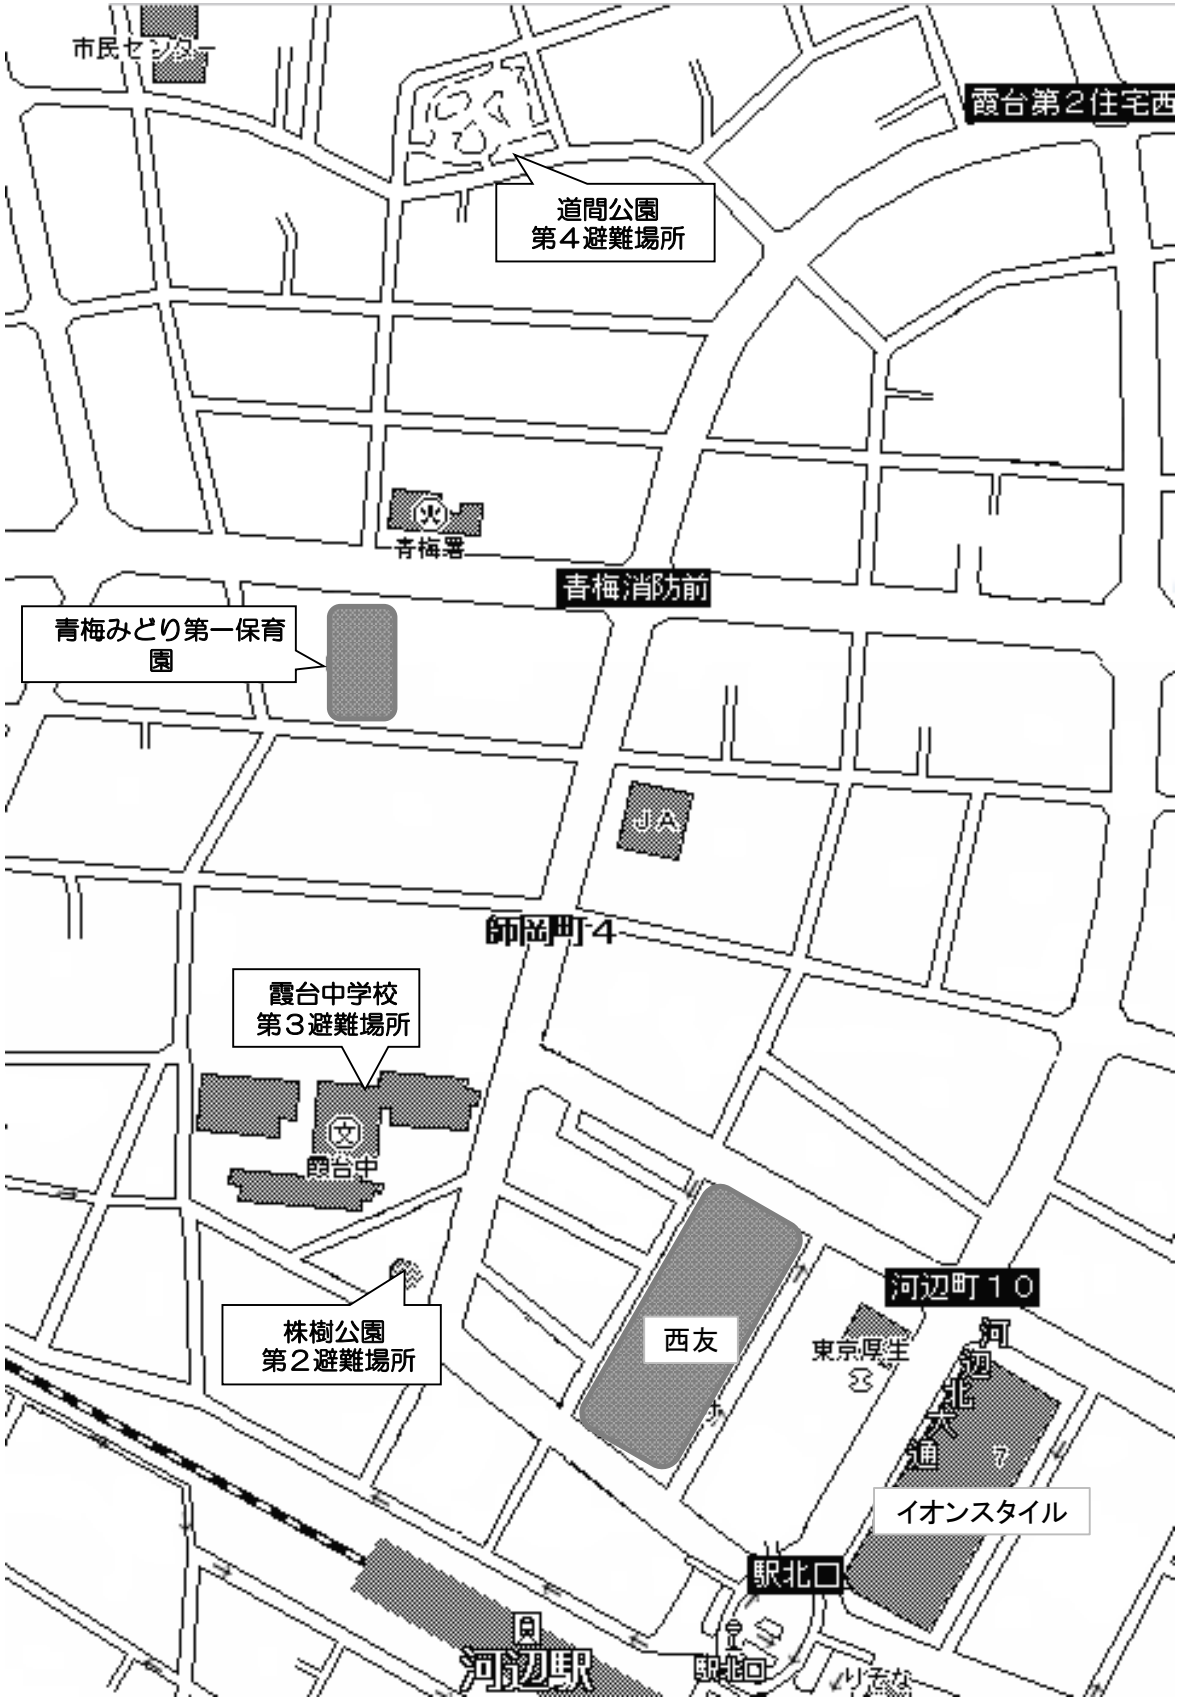 市民センター
霞台第２住宅西
道間公園
第４避難場所
青梅署
青梅消防前
青梅みどり第一保育
園
ＪＡ
師岡町４
霞台中学校
第３避難場所
文
霞台中
株樹公園
第２避難場所
西友
河辺町１０
東京厚生
河辺北大通
イオンスタイル
駅北口
河辺駅
駅北口
りそな